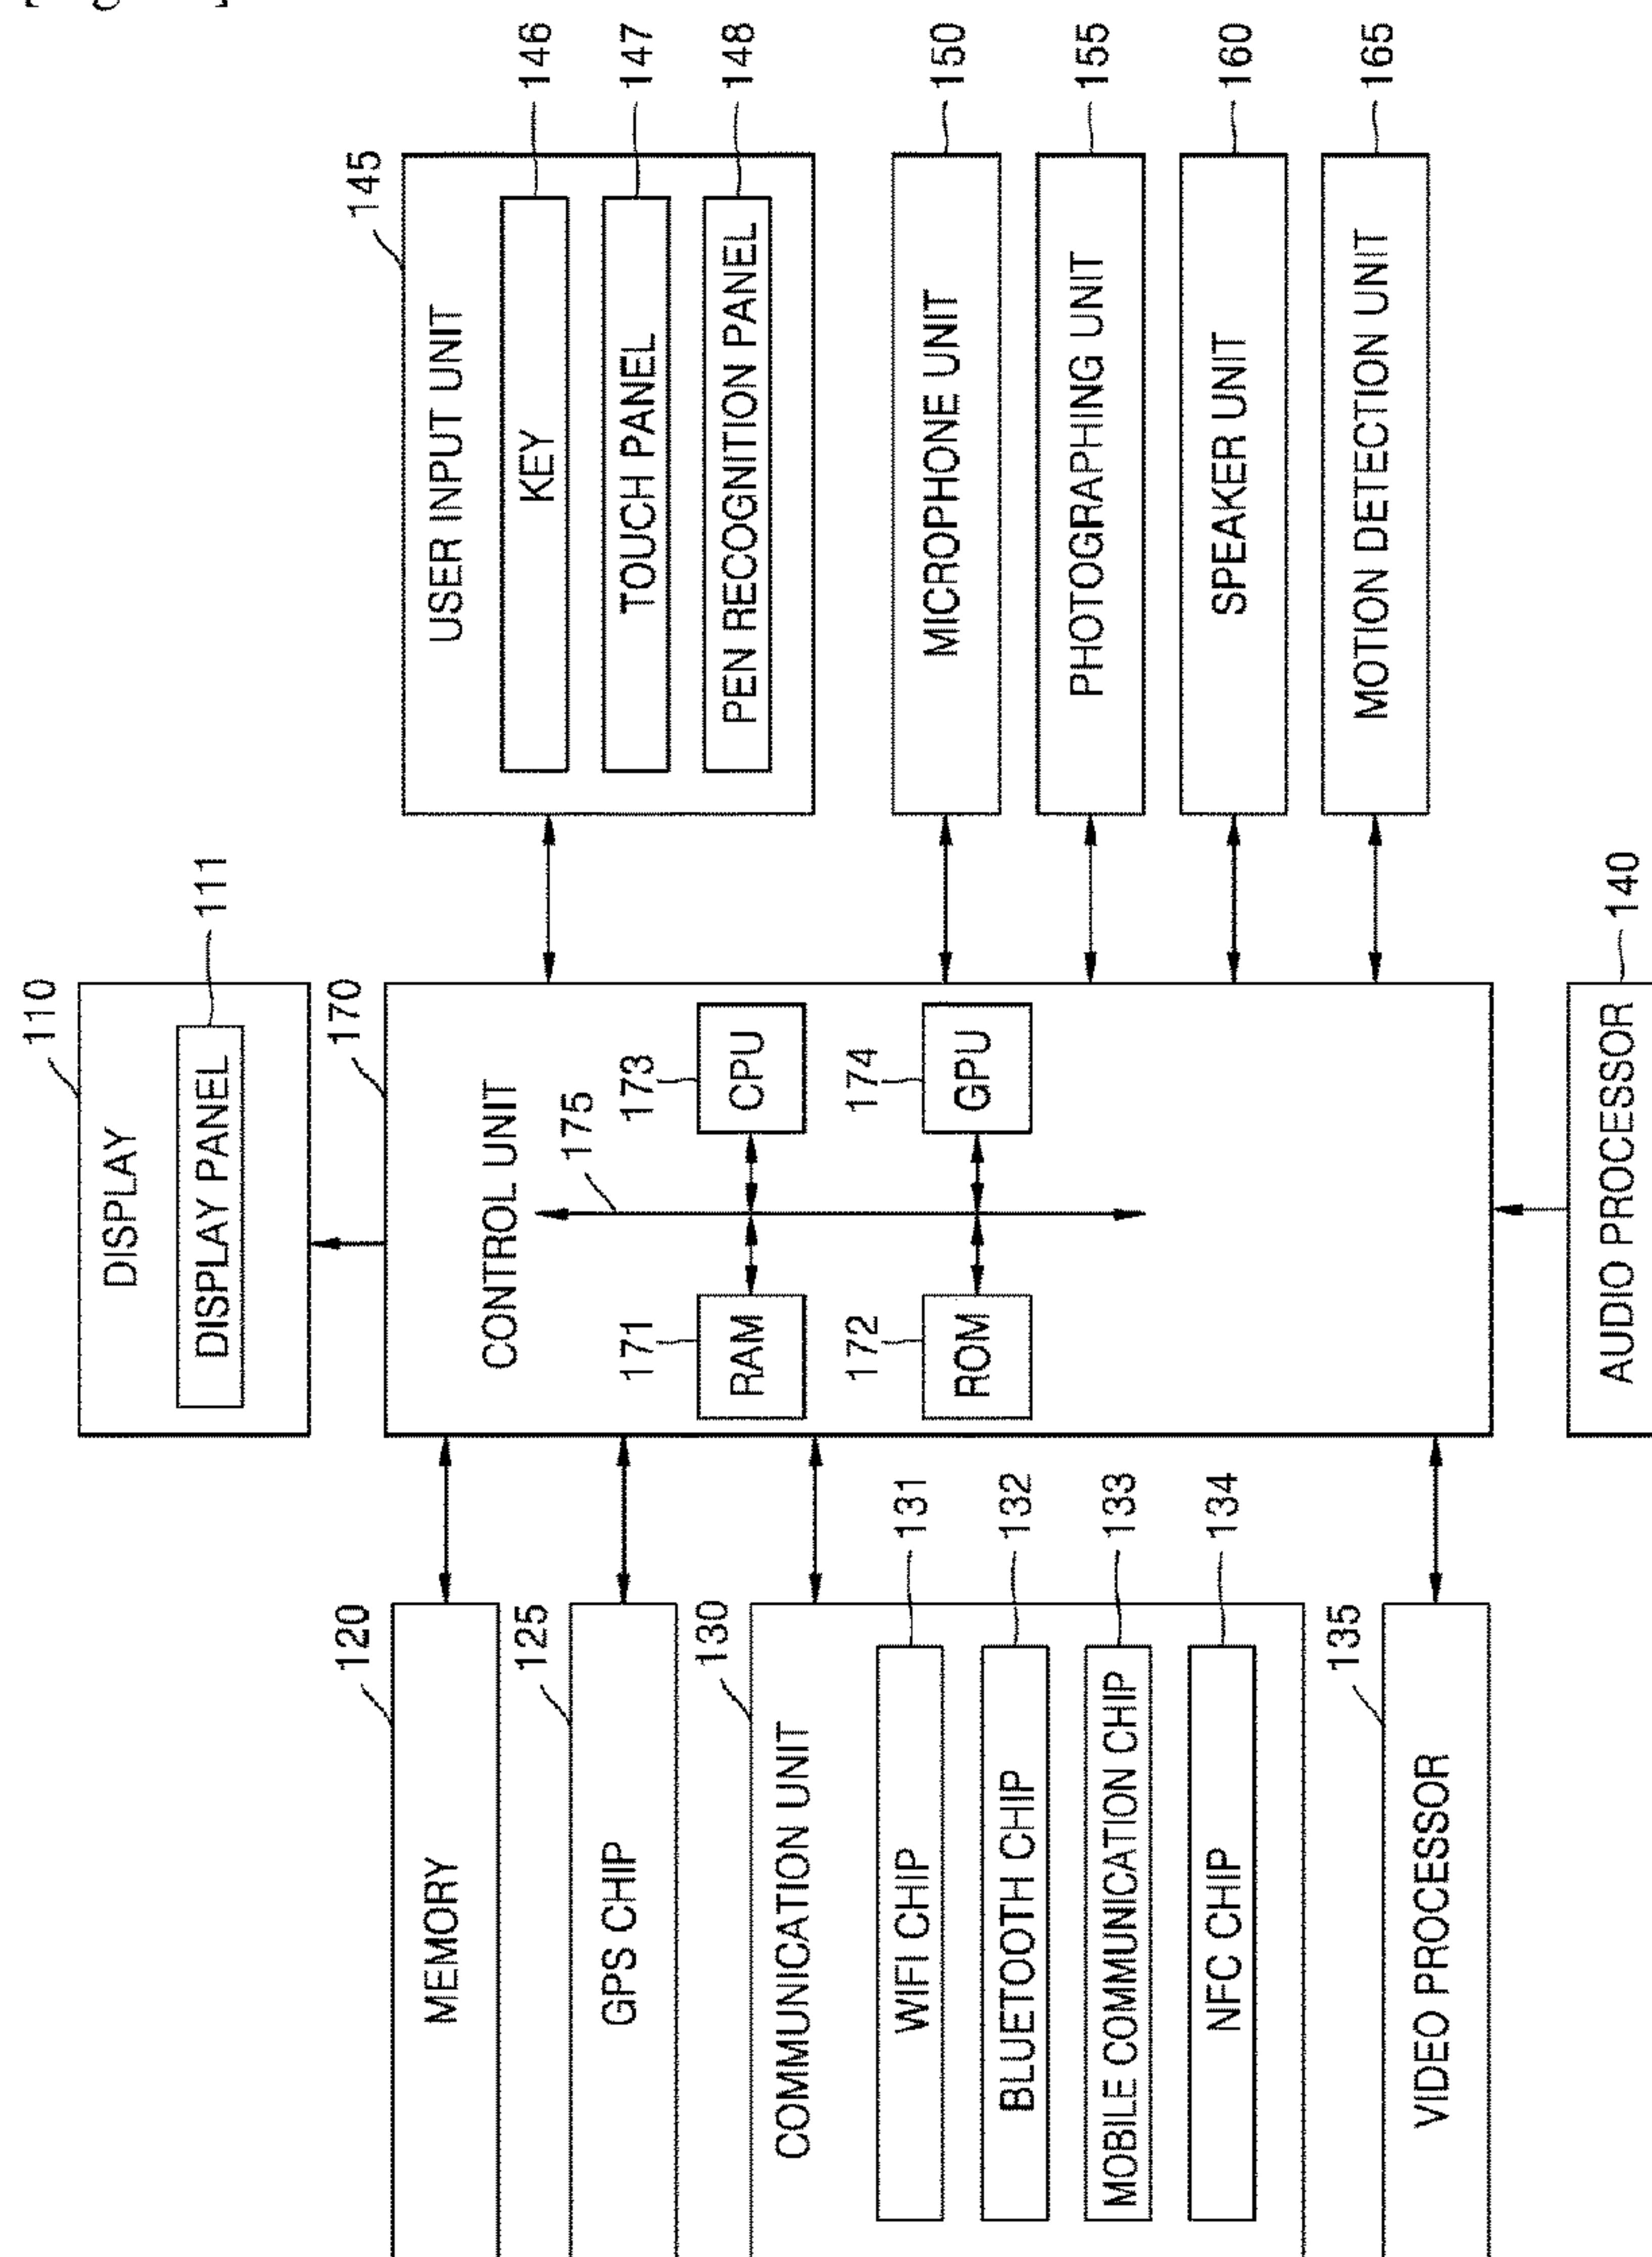 110
DISPLAY
111
DISPLAY PANEL
120
MEMORY
125
GPS CHIP
130
COMMUNICATION UNIT
131
WIFI CHIP
132
BLUETOOTH CHIP
133
MOBILE COMMUNICATION CHIP
134
NFC CHIP
135
VIDEO PROCESSOR
170
CONTROL UNIT
175
171
RAM
173
CPU
172
ROM
174
GPU
140
AUDIO PROCESSOR
145
USER INPUT UNIT
146
KEY
147
TOUCH PANEL
148
PEN RECOGNITION PANEL
150
MICROPHONE UNIT
155
PHOTOGRAPHING UNIT
160
SPEAKER UNIT
165
MOTION DETECTION UNIT